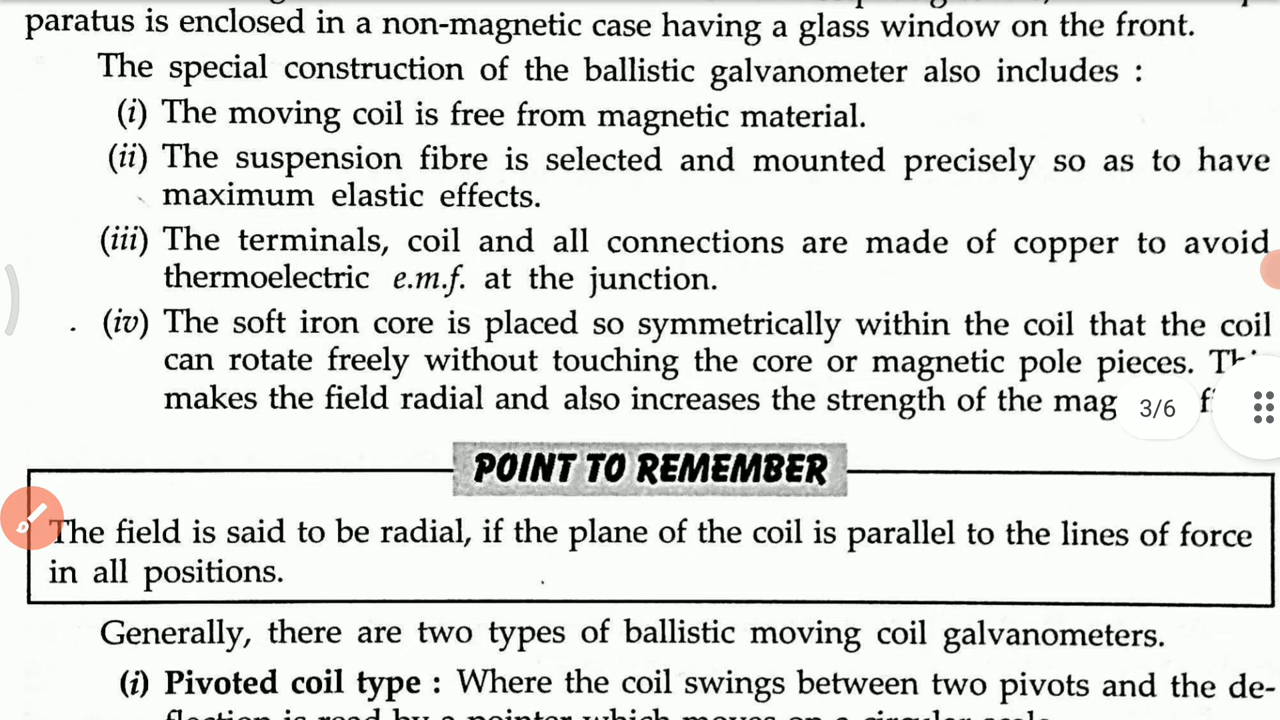 paratus is enclosed in a non-magnetic case having a glass window on the front.
The special construction of the ballistic galvanometer also includes :
(i) The moving coil is free from magnetic material.
(ii) The suspension fibre is selected and mounted precisely so as to have
maximum elastic effects.
(iii) The terminals, coil and all connections are made of copper to avoid
thermoelectric e.m.f. at the junction.
(iv) The soft iron core is placed so symmetrically within the coil that the coil
can rotate freely without touching the core or magnetic pole pieces.
makes the field radial and also increases the strength of the mag
3/6
POINT TO REMEMBER
The field is said to be radial, if the plane of the coil is parallel to the lines of force
in all positions.
Generally, there are two types of ballistic moving coil galvanometers.
(i) Pivoted coil type : Where the coil swings between two pivots and the de-